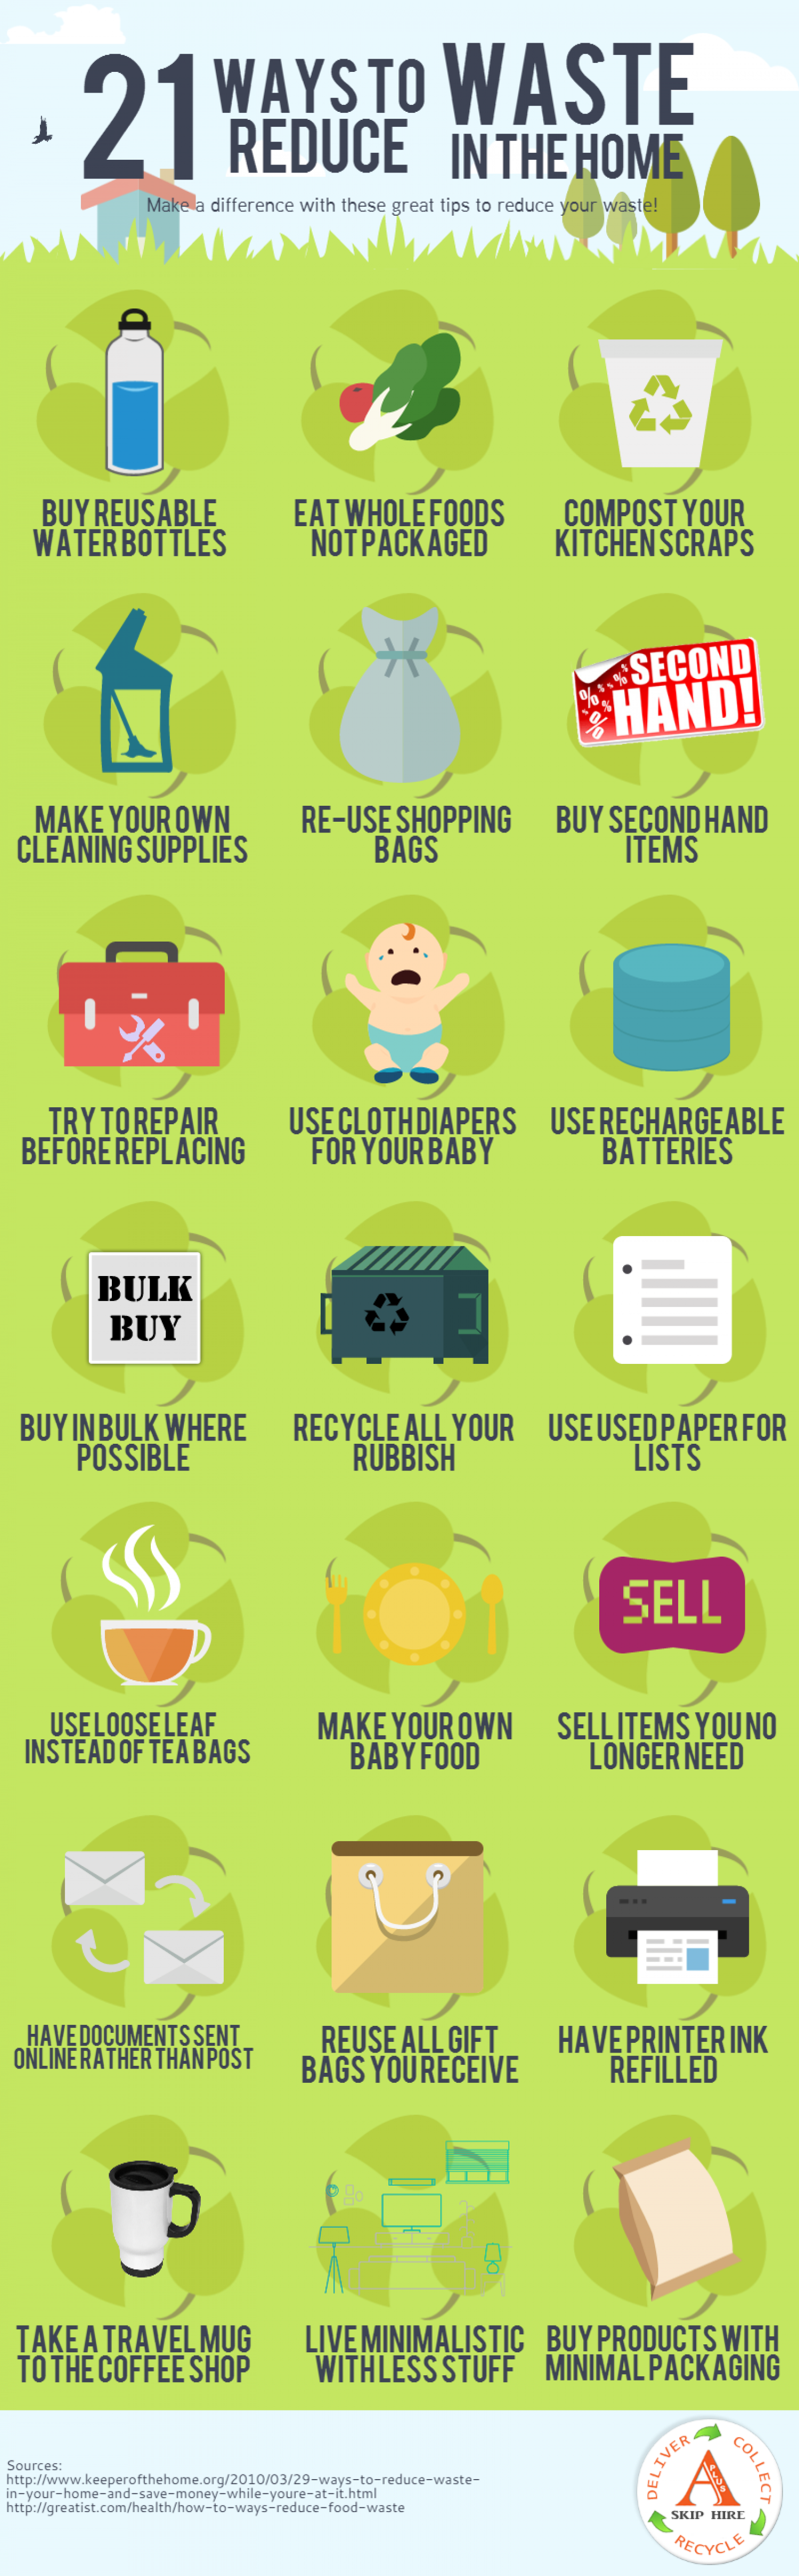 21 WAYS TO WASTE
REDUCE IN THE HOME
Make a difference with these great tips to reduce your waste!
BUY REUSABLE
WATER BOTTLES
EAT WHOLE FOODS
NOT PACKAGED
COMPOST YOUR
KITCHEN SCRAPS
SECOND
HAND!
% % % % % % %
MAKE YOUR OWN
CLEANING SUPPLIES
RE-USE SHOPPING
BAGS
BUY SECOND HAND
ITEMS
TRY TO REPAIR
BEFORE REPLACING
USE CLOTH DIAPERS
FOR YOUR BABY
USE RECHARGEABLE
BATTERIES
BULK
BUY
BUY IN BULK WHERE
POSSIBLE
RECYCLE ALL YOUR
RUBBISH
USE USED PAPER FOR
LISTS
USE LOOSE LEAF
INSTEAD OF TEA BAGS
MAKE YOUR OWN
BABY FOOD
SELL
SELL ITEMS YOU NO
LONGER NEED
HAVE DOCUMENTS SENT
ONLINE RATHER THAN POST
REUSE ALL GIFT
BAGS YOU RECEIVE
HAVE PRINTER INK
REFILLED
TAKE A TRAVEL MUG
TO THE COFFEE SHOP
LIVE MINIMALISTIC
WITH LESS STUFF
BUY PRODUCTS WITH
MINIMAL PACKAGING
Sources:
http://www.keeperofthehome.org/2010/03/29-ways-to-reduce-waste-
in-your-home-and-save-money-while-youre-at-it.html
http://greatist.com/health/how-to-ways-reduce-food-waste
DELIVER
COLLECT
A PLUS
SKIP HIRE
RECYCLE